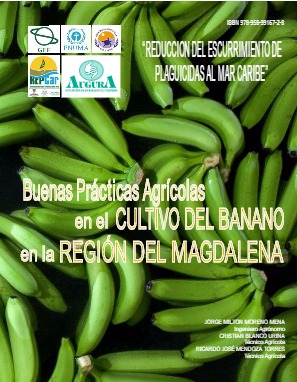 ISBN 978-958-99167-2-8
"REDUCCION DEL ESCURRIMIENTO DE
PLAGUICIDAS AL MAR CARIBE"
GEF
PNUMA
REPCar
AUGURA
Buenas Prácticas Agrícolas
en el CULTIVO DEL BANANO
en la REGIÓN DEL MAGDALENA
JORGE MILTON MORENO MENA
Ingeniero Agrónomo
CRISTIAN BLANCO URINA
Técnico Agrícola
RICARDO JOSÉ MENDOZA TORRES
Técnico Agrícola